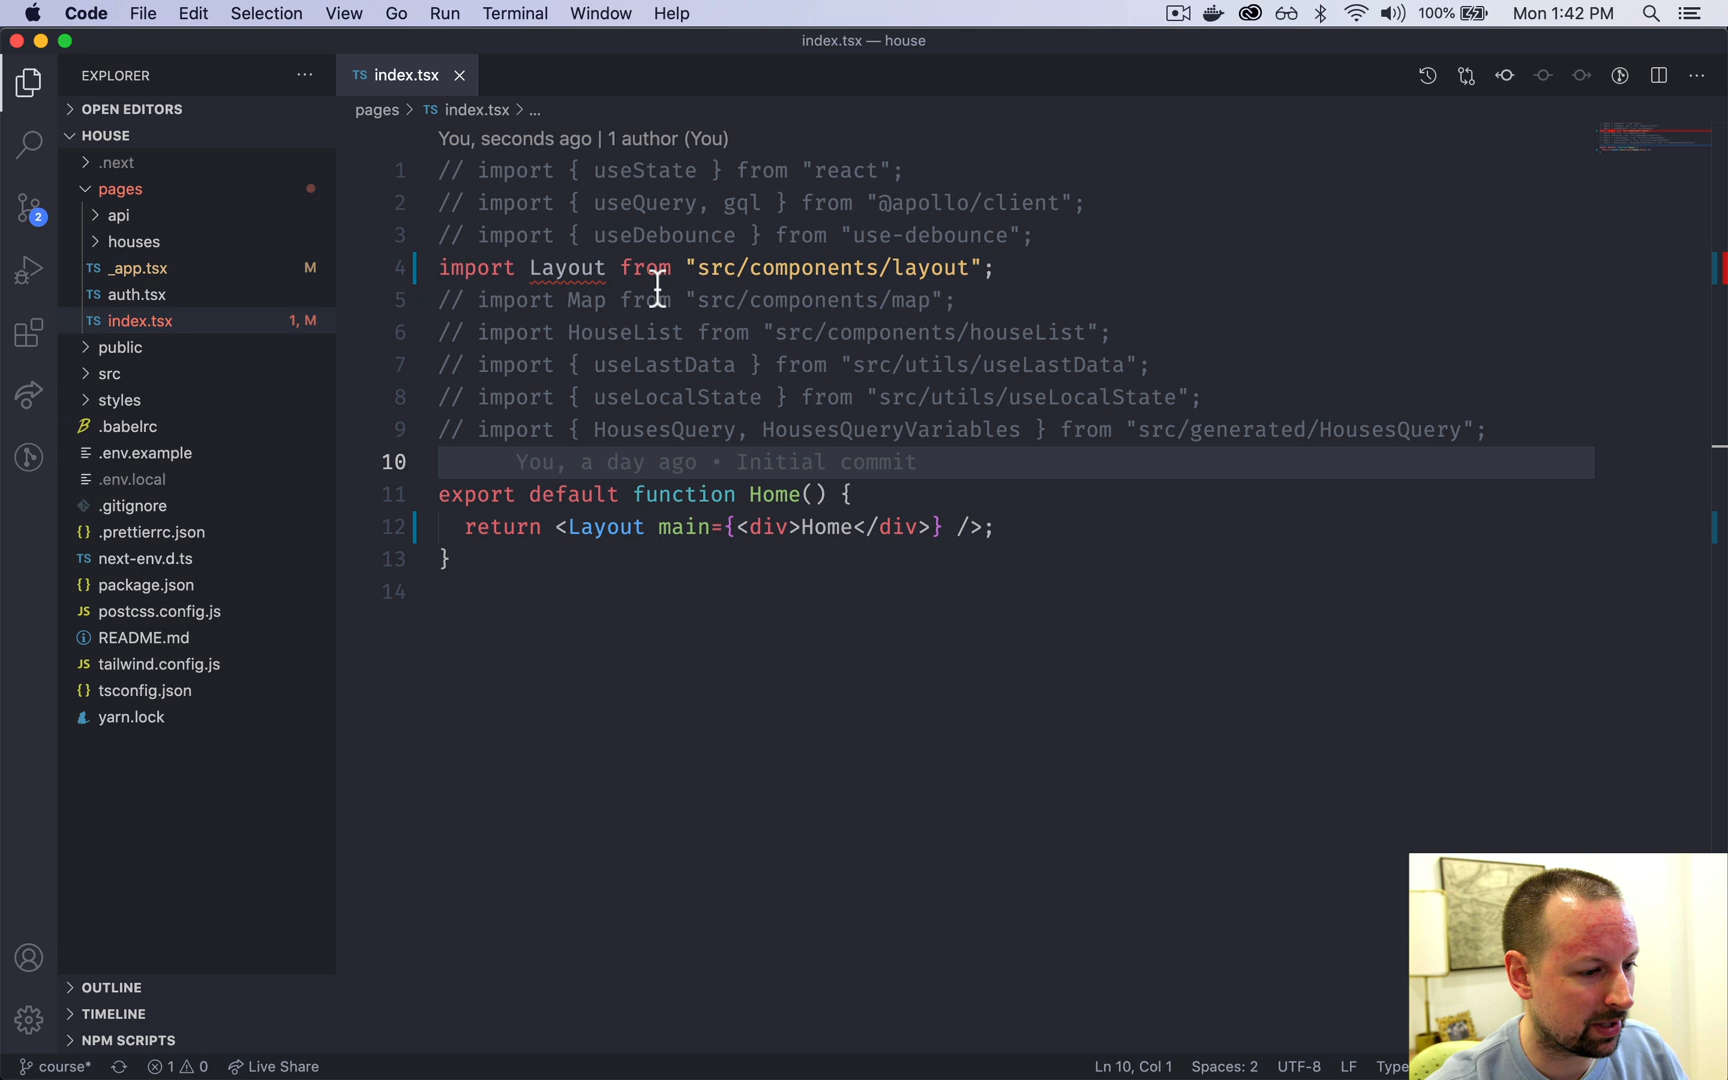 Code File Edit Selection View Go Run Terminal Window Help 100% Mon 1:42 PM
index.tsx — house
EXPLORER
TS index.tsx
OPEN EDITORS
pages > TS index.tsx > ...
HOUSE
You, seconds ago | 1 author (You)
.next
1 // import { useState } from "react";
pages
2 // import { useQuery, gql } from "@apollo/client";
api
3 // import { useDebounce } from "use-debounce";
houses
4 import Layout from "src/components/layout";
TS _app.tsx M
5 // import Map from "src/components/map";
TS auth.tsx
6 // import HouseList from "src/components/houseList";
TS index.tsx 1, M
7 // import { useLastData } from "src/utils/useLastData";
public
8 // import { useLocalState } from "src/utils/useLocalState";
src
9 // import { HousesQuery, HousesQueryVariables } from "src/generated/HousesQuery";
styles
10 You, a day ago • Initial commit
.babelrc
11 export default function Home() {
.env.example
12 return <Layout main={<div>Home</div>} />;
.env.local
13 }
.gitignore
14
{} .prettierrc.json
TS next-env.d.ts
{} package.json
JS postcss.config.js
README.md
JS tailwind.config.js
{} tsconfig.json
yarn.lock
2
OUTLINE
TIMELINE
NPM SCRIPTS
course* 1 0 Live Share Ln 10, Col 1 Spaces: 2 UTF-8 LF Type